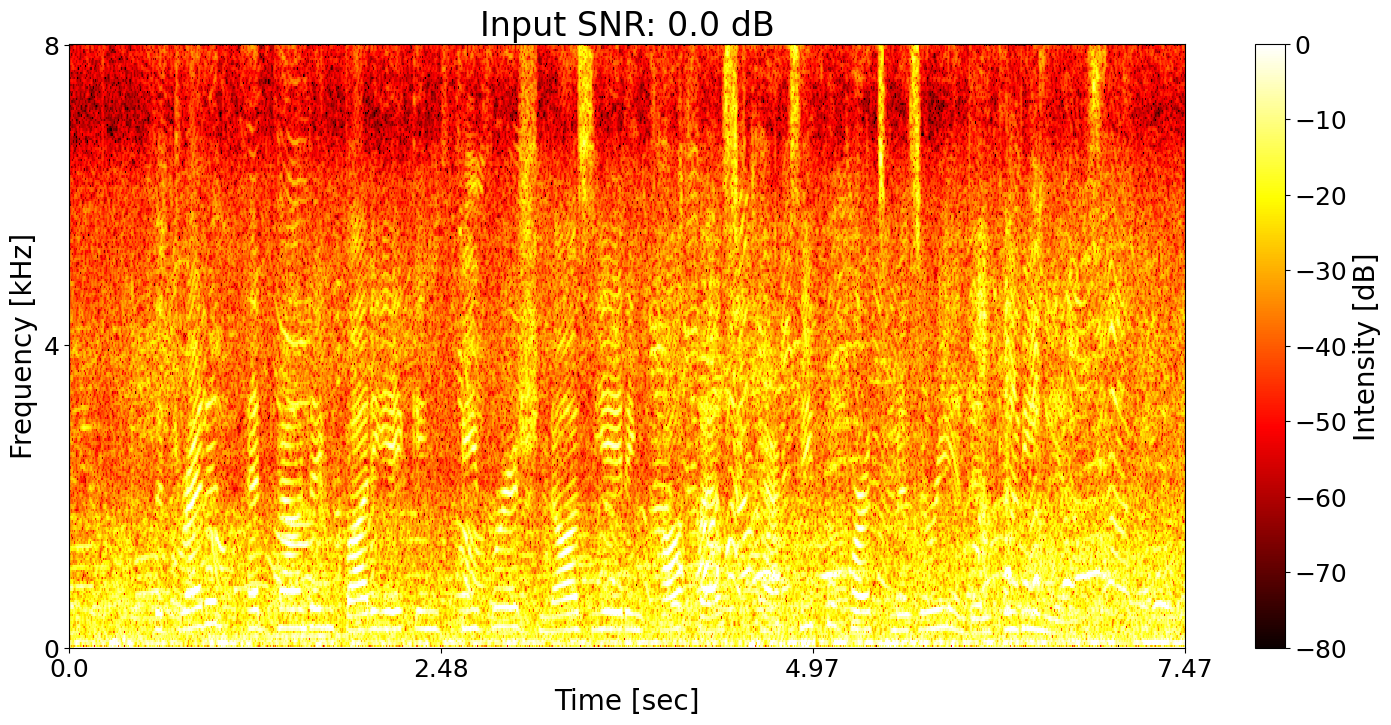 Input SNR: 0.0 dB
Frequency [kHz]
8
4
0
0.0 2.48 4.97 7.47
Time [sec]
0
−10
−20
−30
−40
−50
−60
−70
−80
Intensity [dB]